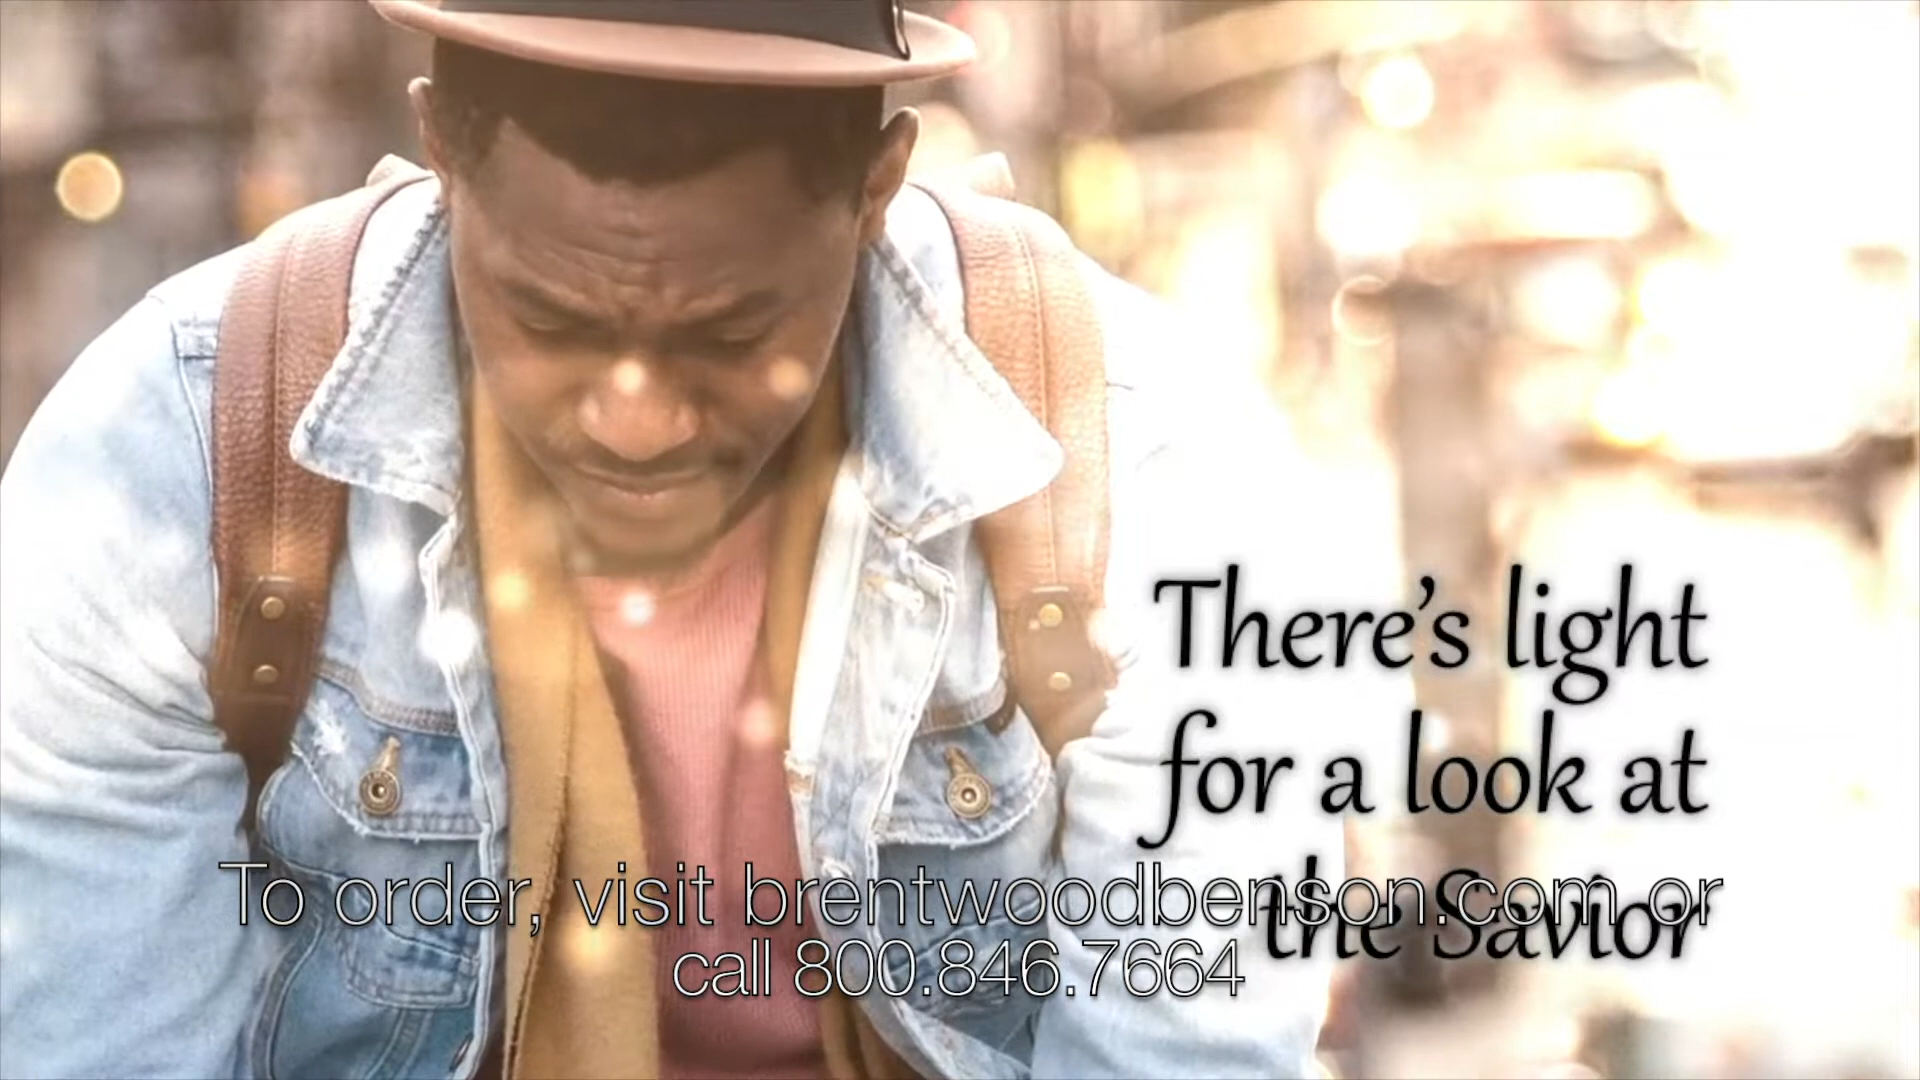 There's light
for a look at
the Savior
To order, visit brentwoodbenson.com or
call 800.846.7664